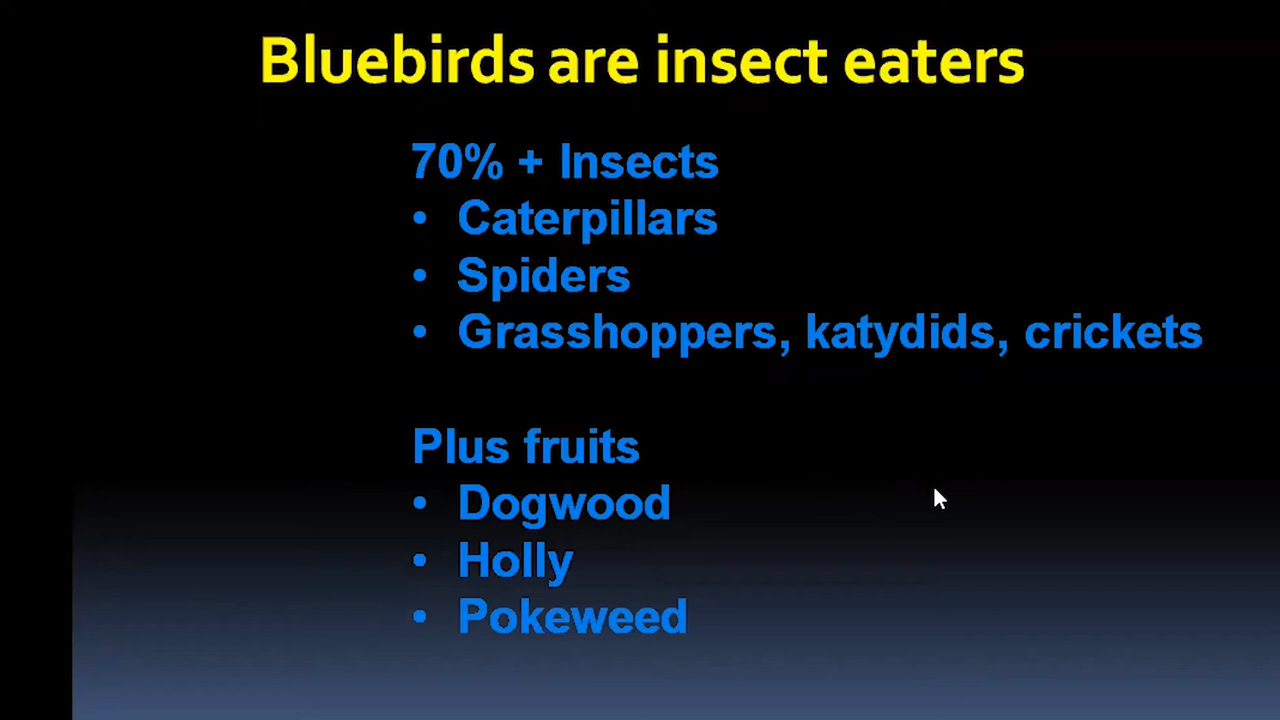 Bluebirds are insect eaters
70% + Insects
• Caterpillars
• Spiders
• Grasshoppers, katydids, crickets
Plus fruits
• Dogwood
• Holly
• Pokeweed